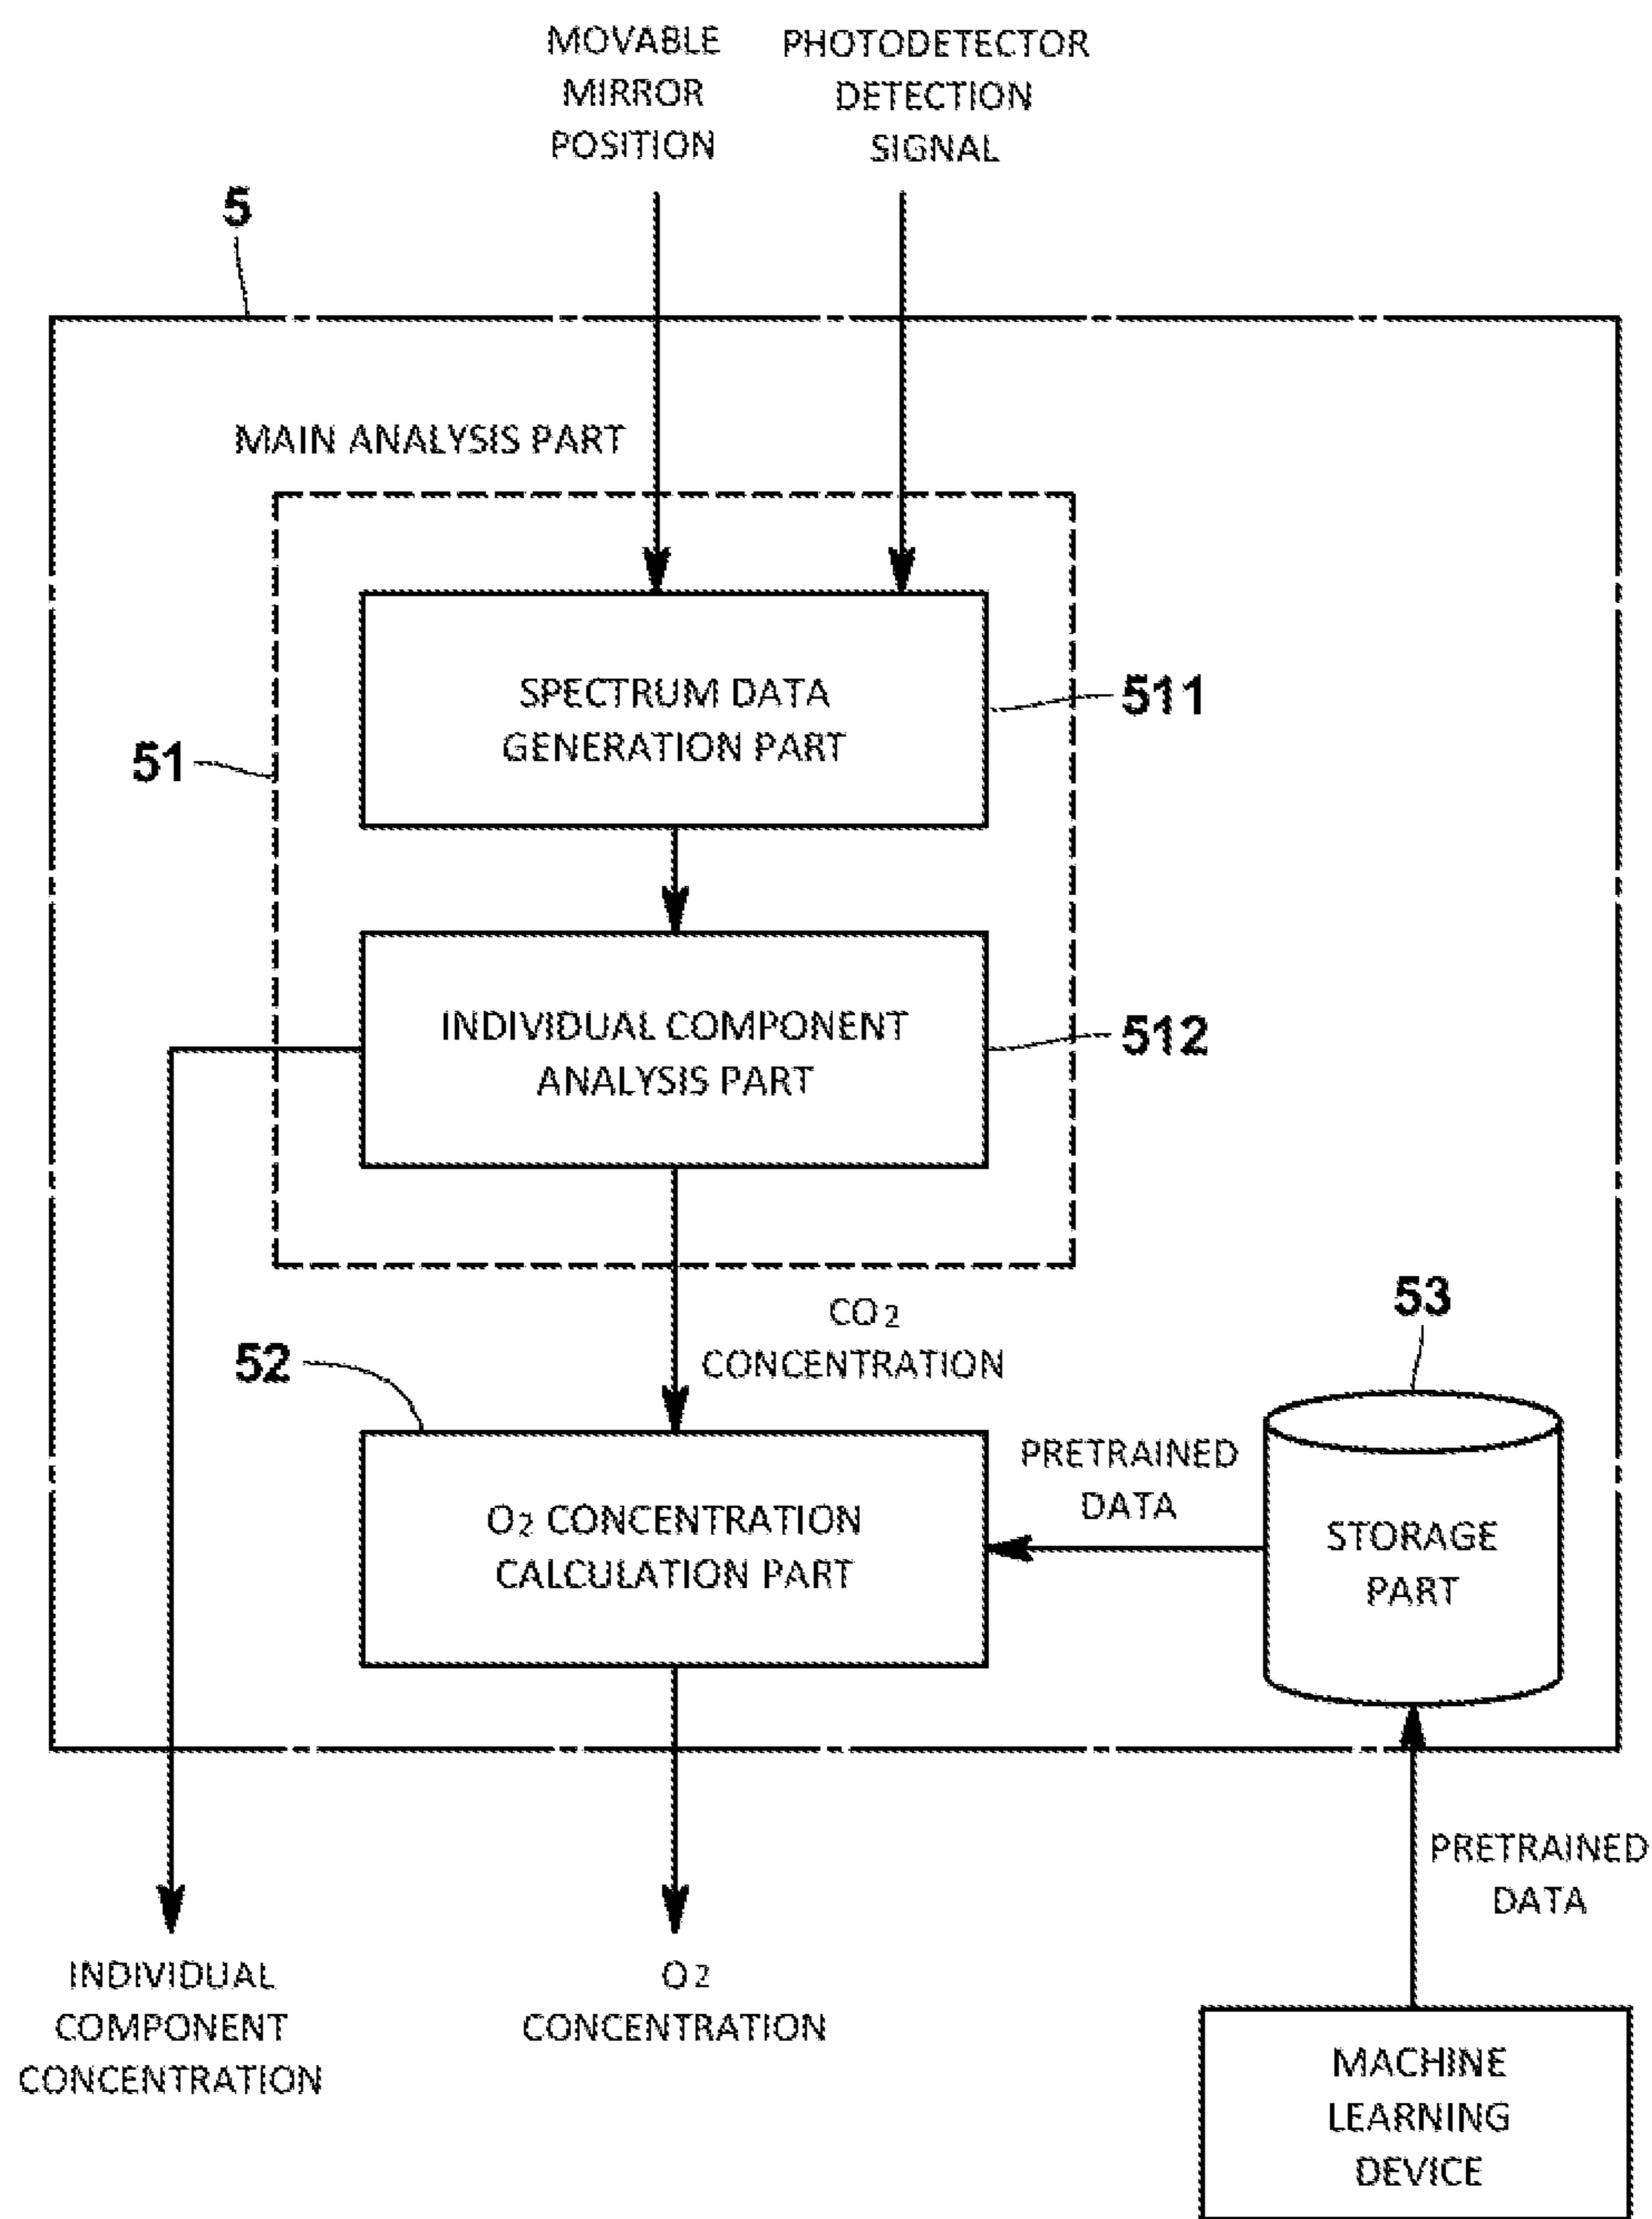 MOVABLE
MIRROR
POSITION
PHOTODETECTOR
DETECTION
SIGNAL
5
MAIN ANALYSIS PART
SPECTRUM DATA
GENERATION PART
511
51
INDIVIDUAL COMPONENT
ANALYSIS PART
512
CO2
CONCENTRATION
53
52
O2 CONCENTRATION
CALCULATION PART
PRETRAINED
DATA
STORAGE
PART
PRETRAINED
DATA
INDIVIDUAL
COMPONENT
CONCENTRATION
O2
CONCENTRATION
MACHINE
LEARNING
DEVICE